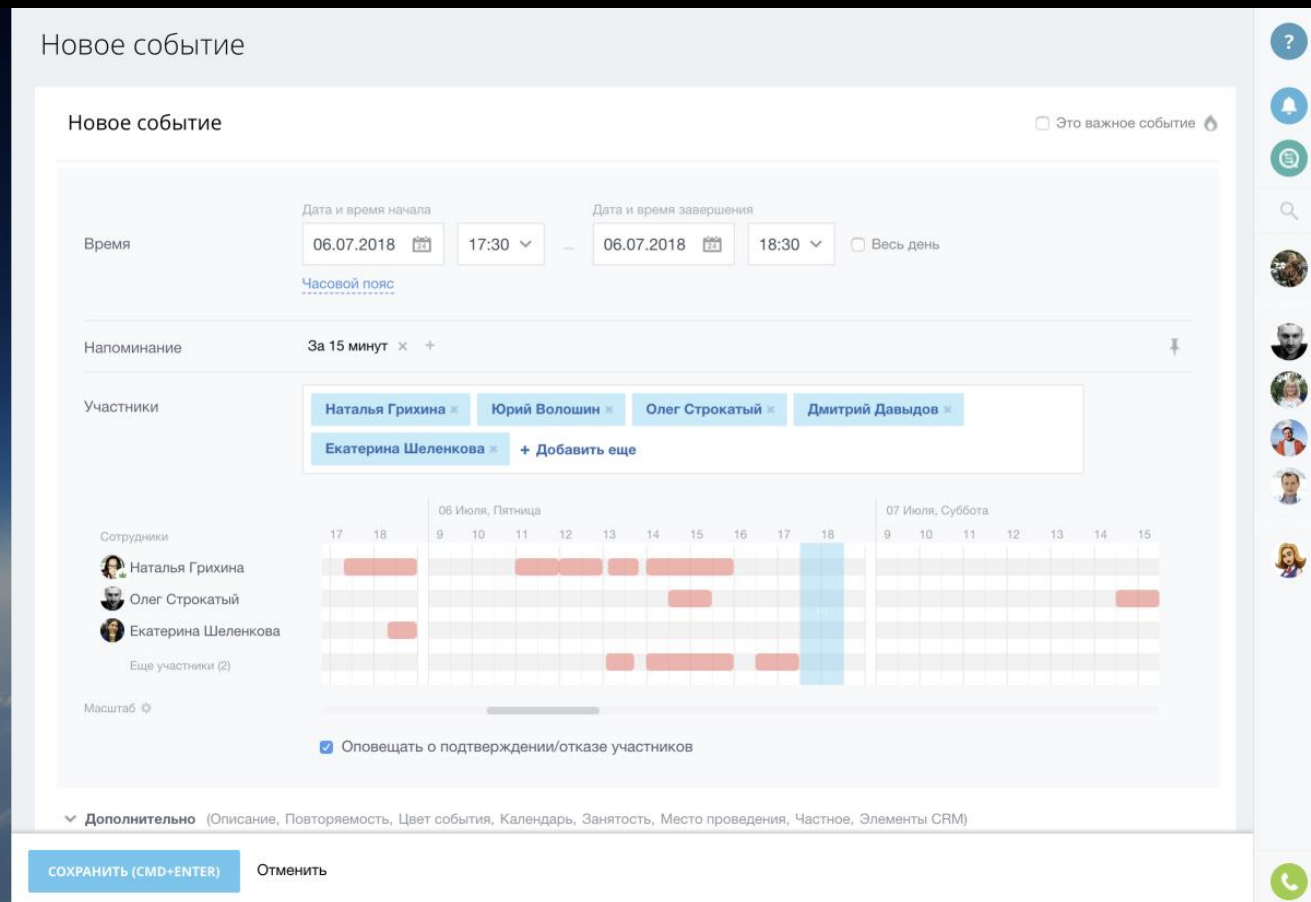 Новое событие
?
Новое событие
Это важное событие
Дата и время начала
Дата и время завершения
Время
06.07.2018 24 17:30 – 06.07.2018 24 18:30 Весь день
Часовой пояс
Напоминание
За 15 минут × +
Участники
Наталья Грихина × Юрий Волошин × Олег Строкатый × Дмитрий Давыдов ×
Екатерина Шеленкова × + Добавить еще
06 Июля, Пятница 07 Июля, Суббота
Сотрудники
17 18 9 10 11 12 13 14 15 16 17 18 9 10 11 12 13 14 15
Наталья Грихина
Олег Строкатый
Екатерина Шеленкова
Еще участники (2)
Масштаб
Оповещать о подтверждении/отказе участников
Дополнительно (Описание, Повторяемость, Цвет события, Календарь, Занятость, Место проведения, Частное, Элементы CRM)
СОХРАНИТЬ (CMD+ENTER) Отменить